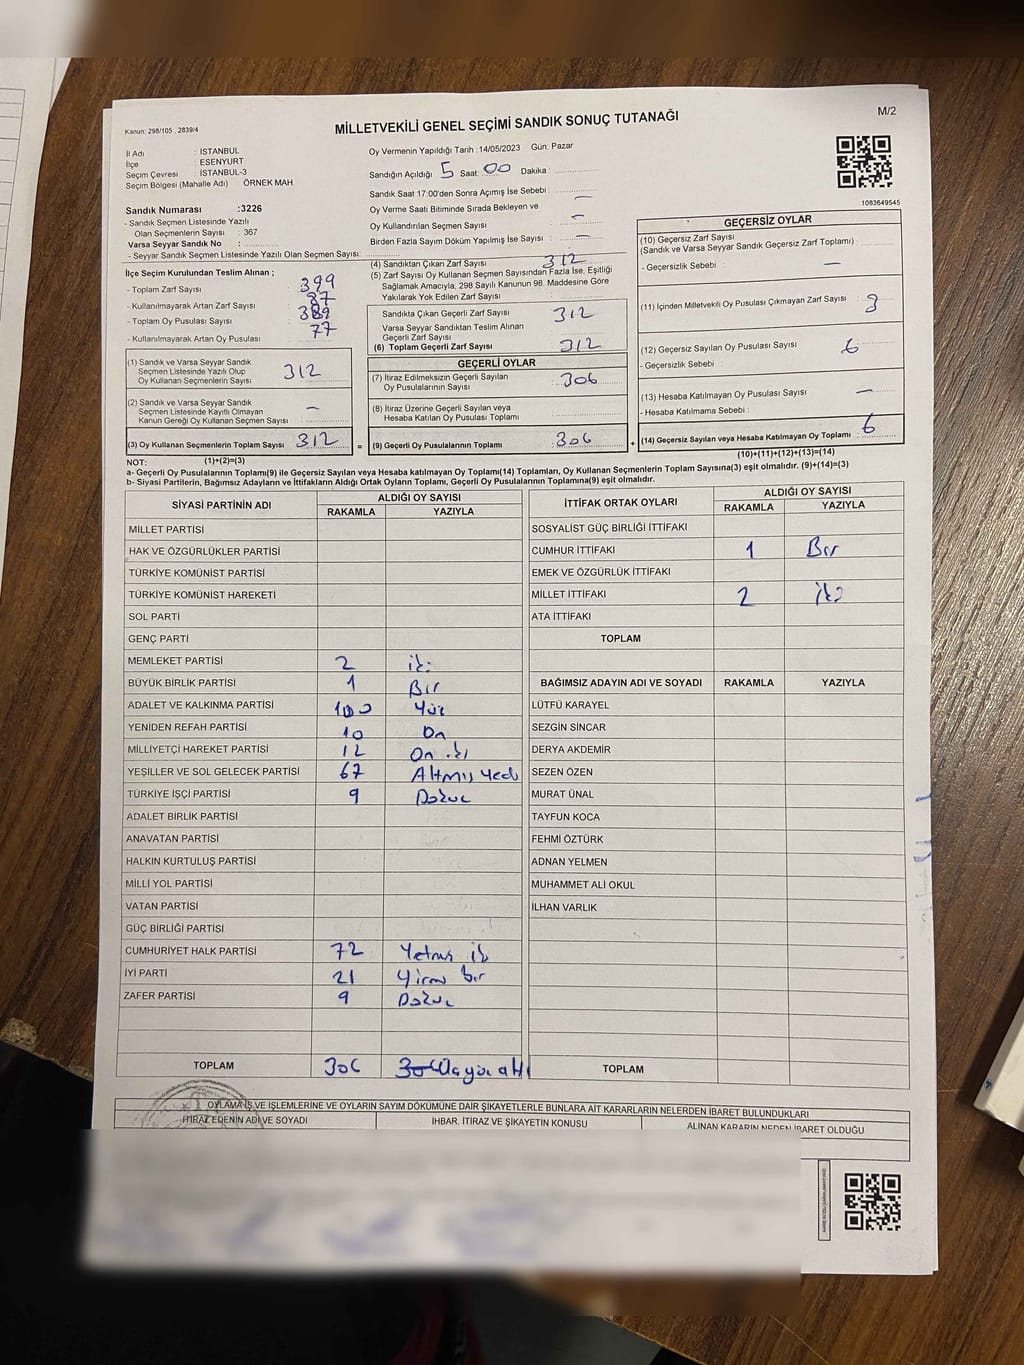 M/2
Kanun: 298/105 , 2839/4
MİLLETVEKİLİ GENEL SEÇİMİ SANDIK SONUÇ TUTANAĞI
İl Adı : İSTANBUL
İlçe : ESENYURT
Seçim Çevresi : İSTANBUL-3
Seçim Bölgesi (Mahalle Adı) ÖRNEK MAH.
Sandık Numarası :3226
- Sandık Seçmen Listesinde Yazılı
Olan Seçmenlerin Sayısı : 367
Varsa Seyyar Sandık No :
- Seyyar Sandık Seçmen Listesinde Yazılı Olan Seçmen Sayısı:
Oy Vermenin Yapıldığı Tarih :14/05/2023 Gün: Pazar
Sandığın Açıldığı 5 Saat 00 Dakika :
Sandık Saat 17:00'den Sonra Açımış İse Sebebi : —
Oy Verme Saati Bitiminde Sırada Bekleyen ve
Oy Kullandırılan Seçmen Sayısı : —
Birden Fazla Sayım Döküm Yapılmış İse Sayısı : —
1083649545
İlçe Seçim Kurulundan Teslim Alınan ;
- Toplam Zarf Sayısı : 399
- Kullanılmayarak Artan Zarf Sayısı : 87
- Toplam Oy Pusulası Sayısı : 389
- Kullanılmayarak Artan Oy Pusulası : 77
(4) Sandıktan Çıkan Zarf Sayısı 312
(5) Zarf Sayısı Oy Kullanan Seçmen Sayısından Fazla İse, Eşitliği
Sağlamak Amacıyla; 298 Sayılı Kanunun 98. Maddesine Göre
Yakılarak Yok Edilen Zarf Sayısı :
Sandıkta Çıkan Geçerli Zarf Sayısı : 312
Varsa Seyyar Sandıktan Teslim Alınan
Geçerli Zarf Sayısı :
(6) Toplam Geçerli Zarf Sayısı : 312
GEÇERSİZ OYLAR
(10) Geçersiz Zarf Sayısı
(Sandık ve Varsa Seyyar Sandık Geçersiz Zarf Toplamı) :
- Geçersizlik Sebebi : —
(11) İçinden Milletvekili Oy Pusulası Çıkmayan Zarf Sayısı :
(12) Geçersiz Sayılan Oy Pusulası Sayısı : 6
- Geçersizlik Sebebi :
(13) Hesaba Katılmayan Oy Pusulası Sayısı : —
- Hesaba Katılmama Sebebi :
(14) Geçersiz Sayılan veya Hesaba Katılmayan Oy Toplamı : 6
(10)+(11)+(12)+(13)=(14)
(1) Sandık ve Varsa Seyyar Sandık
Seçmen Listesinde Yazılı Olup
Oy Kullanan Seçmenlerin Sayısı : 312
(2) Sandık ve Varsa Seyyar Sandık
Seçmen Listesinde Kayıtlı Olmayan
Kanun Gereği Oy Kullanan Seçmen Sayısı : —
(3) Oy Kullanan Seçmenlerin Toplam Sayısı : 312 =
(1)+(2)=(3)
GEÇERLİ OYLAR
(7) İtiraz Edilmeksizin Geçerli Sayılan
Oy Pusulalarının Sayısı : 306
(8) İtiraz Üzerine Geçerli Sayılan veya
Hesaba Katılan Oy Pusulası Toplamı :
(9) Geçerli Oy Pusulalarının Toplamı : 306 +
NOT:
a- Geçerli Oy Pusulalarının Toplamı(9) ile Geçersiz Sayılan veya Hesaba katılmayan Oy Toplamı(14) Toplamları, Oy Kullanan Seçmenlerin Toplam Sayısına(3) eşit olmalıdır. (9)+(14)=(3)
b- Siyasi Partilerin, Bağımsız Adayların ve İttifakların Aldığı Ortak Oyların Toplamı, Geçerli Oy Pusulalarının Toplamına(9) eşit olmalıdır.
SİYASİ PARTİNİN ADI ALDIĞI OY SAYISI
RAKAMLA YAZIYLA
MİLLET PARTİSİ
HAK VE ÖZGÜRLÜKLER PARTİSİ
TÜRKİYE KOMÜNİST PARTİSİ
TÜRKİYE KOMÜNİST HAREKETİ
SOL PARTİ
GENÇ PARTİ
MEMLEKET PARTİSİ 2 iki
BÜYÜK BİRLİK PARTİSİ 1 Bir
ADALET VE KALKINMA PARTİSİ 100 Yüz
YENİDEN REFAH PARTİSİ 10 On
MİLLİYETÇİ HAREKET PARTİSİ 12 On iki
YEŞİLLER VE SOL GELECEK PARTİSİ 67 Altmış yedi
TÜRKİYE İŞÇİ PARTİSİ 9 Dokuz
ADALET BİRLİK PARTİSİ
ANAVATAN PARTİSİ
HALKIN KURTULUŞ PARTİSİ
MİLLİ YOL PARTİSİ
VATAN PARTİSİ
GÜÇ BİRLİĞİ PARTİSİ
CUMHURİYET HALK PARTİSİ 72 Yetmiş iki
İYİ PARTİ 21 Yirmi bir
ZAFER PARTİSİ 9 Dokuz
TOPLAM 306 30 Üçyüz altı
İTTİFAK ORTAK OYLARI ALDIĞI OY SAYISI
RAKAMLA YAZIYLA
SOSYALİST GÜÇ BİRLİĞİ İTTİFAKI
CUMHUR İTTİFAKI 1 Bir
EMEK VE ÖZGÜRLÜK İTTİFAKI
MİLLET İTTİFAKI 2 iki
ATA İTTİFAKI
TOPLAM
BAĞIMSIZ ADAYIN ADI VE SOYADI RAKAMLA YAZIYLA
LÜTFÜ KARAYEL
SEZGİN SİNCAR
DERYA AKDEMİR
SEZEN ÖZEN
MURAT ÜNAL
TAYFUN KOCA
FEHMİ ÖZTÜRK
ADNAN YELMEN
MUHAMMET ALİ OKUL
İLHAN VARLIK
TOPLAM
OYLAMA İŞ VE İŞLEMLERİNE VE OYLARIN SAYIM DÖKÜMÜNE DAİR ŞİKAYETLERLE BUNLARA AİT KARARLARIN NELERDEN İBARET BULUNDUKLARI
İTİRAZ EDENİN ADI VE SOYADI İHBAR, İTİRAZ VE ŞİKAYETİN KONUSU ALINAN KARARIN NEDEN İBARET OLDUĞU